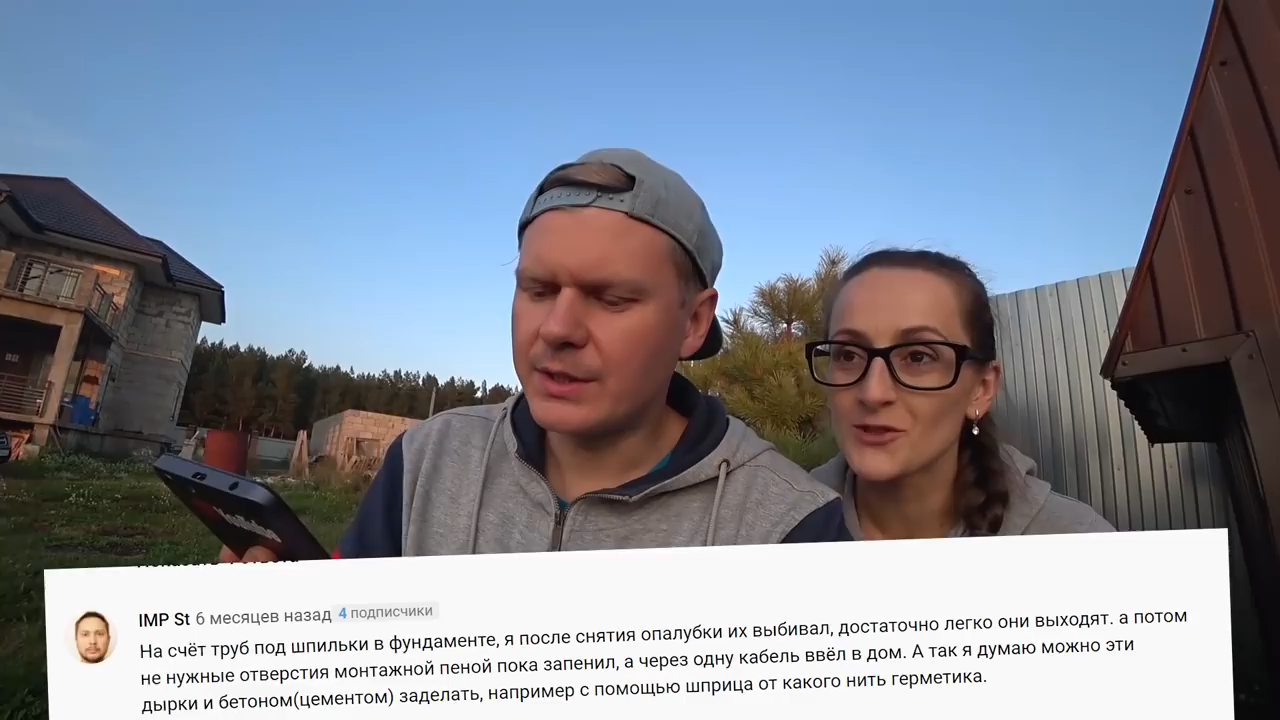 IMP St 6 месяцев назад 4 подписчики
На счёт труб под шпильки в фундаменте, я после снятия опалубки их выбивал, достаточно легко они выходят. а потом
не нужные отверстия монтажной пеной пока запенил, а через одну кабель ввёл в дом. А так я думаю можно эти
дырки и бетоном(цементом) заделать, например с помощью шприца от какого нить герметика.